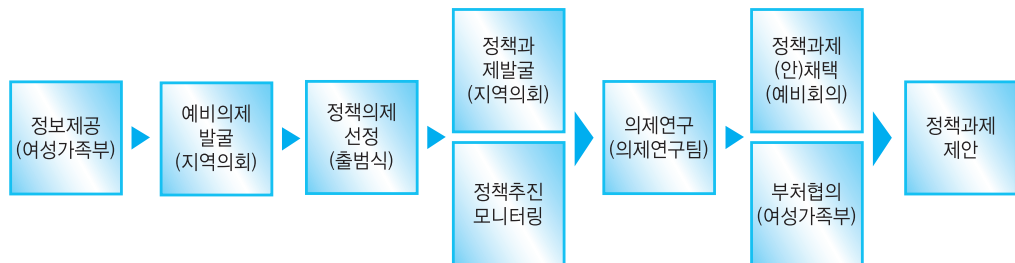 정보제공
(여성가족부)
예비의제
발굴
(지역의회)
정책의제
선정
(출범식)
정책과
제발굴
(지역의회)
정책추진
모니터링
의제연구
(의제연구팀)
정책과제
(안)채택
(예비회의)
부처협의
(여성가족부)
정책과제
제안